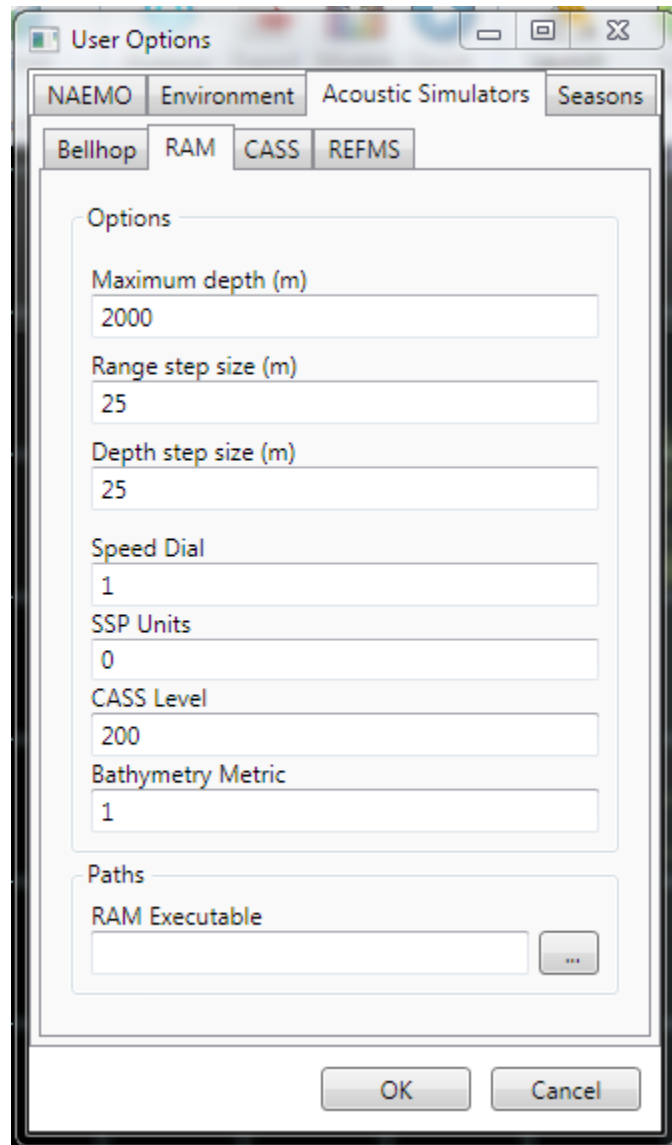 User Options
NAEMO Environment Acoustic Simulators Seasons
Bellhop RAM CASS REFMS
Options
Maximum depth (m)
2000
Range step size (m)
25
Depth step size (m)
25
Speed Dial
1
SSP Units
0
CASS Level
200
Bathymetry Metric
1
Paths
RAM Executable
...
OK Cancel